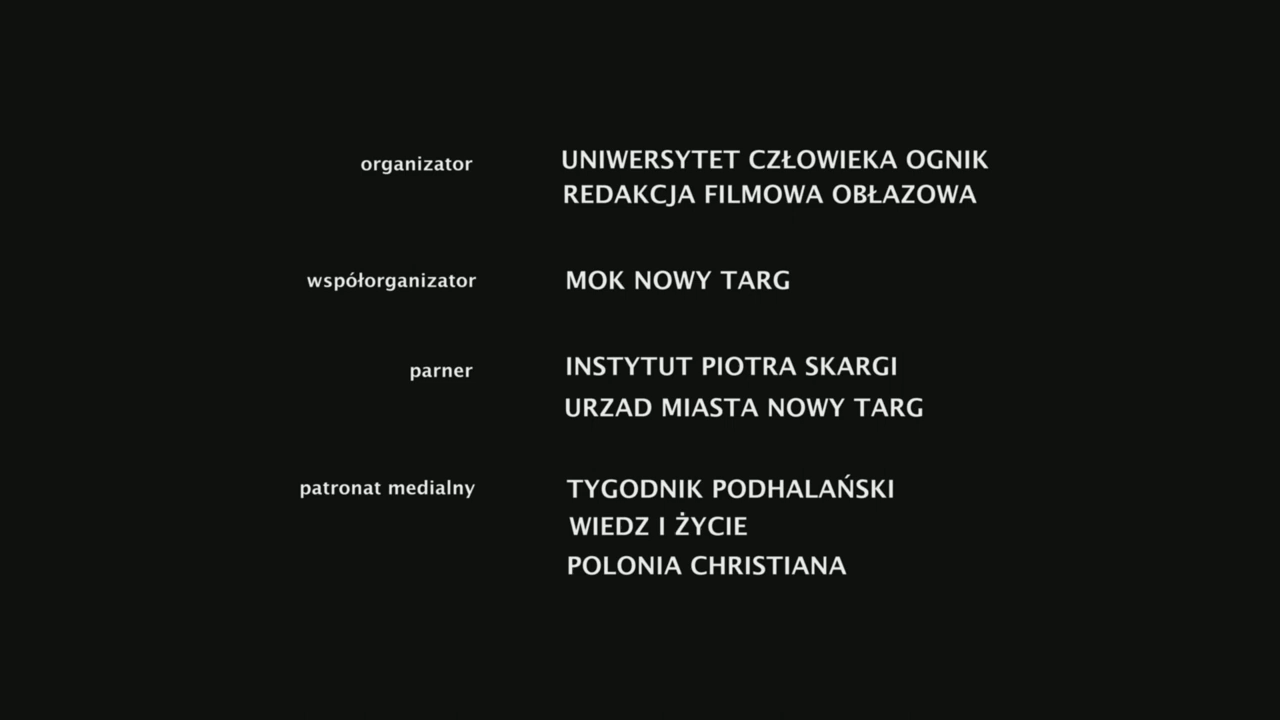 organizator UNIWERSYTET CZŁOWIEKA OGNIK
REDAKCJA FILMOWA OBŁAZOWA
współorganizator MOK NOWY TARG
parner INSTYTUT PIOTRA SKARGI
URZAD MIASTA NOWY TARG
patronat medialny TYGODNIK PODHALAŃSKI
WIEDZ I ŻYCIE
POLONIA CHRISTIANA